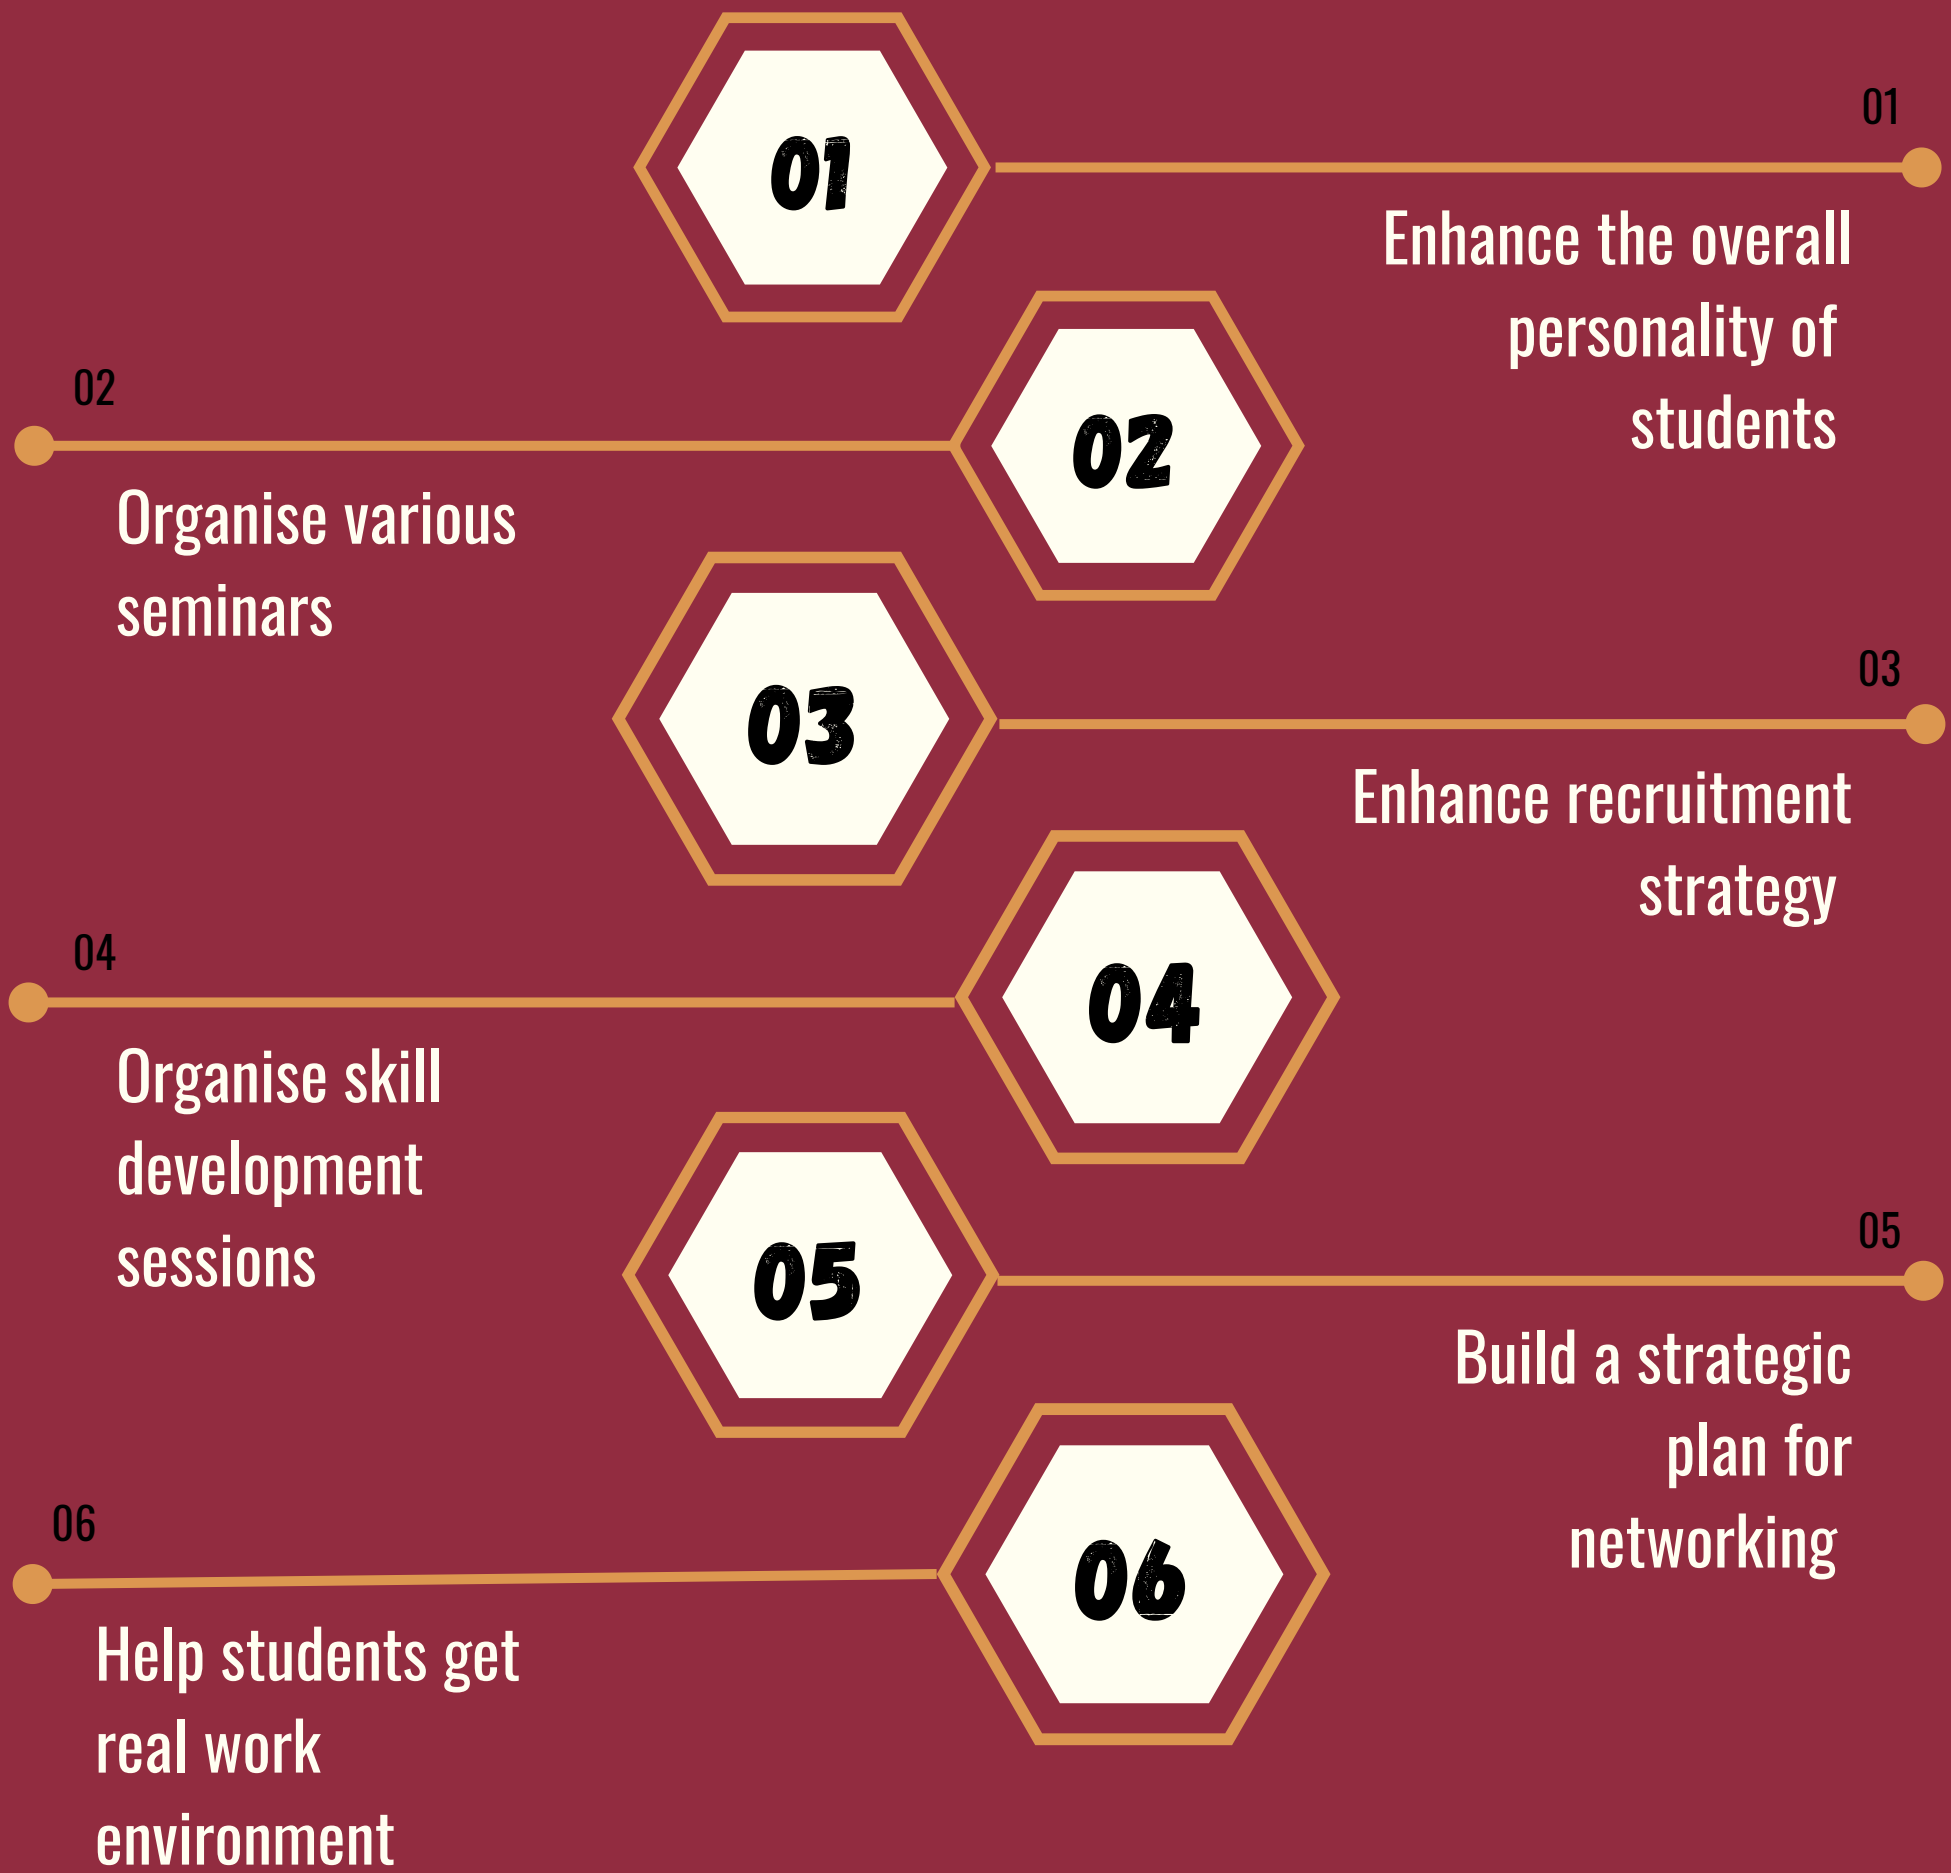 01
01
Enhance the overall
personality of
students
02
02
Organise various
seminars
03
03
Enhance recruitment
strategy
04
04
Organise skill
development
sessions
05
05
Build a strategic
plan for
networking
06
06
Help students get
real work
environment